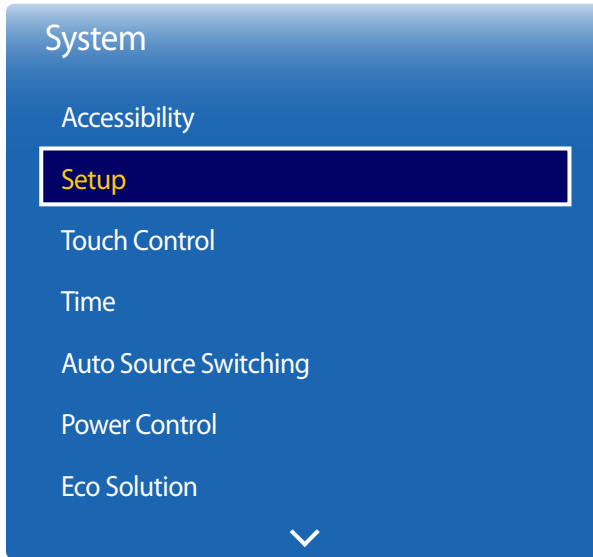 System
Accessibility
Setup
Touch Control
Time
Auto Source Switching
Power Control
Eco Solution